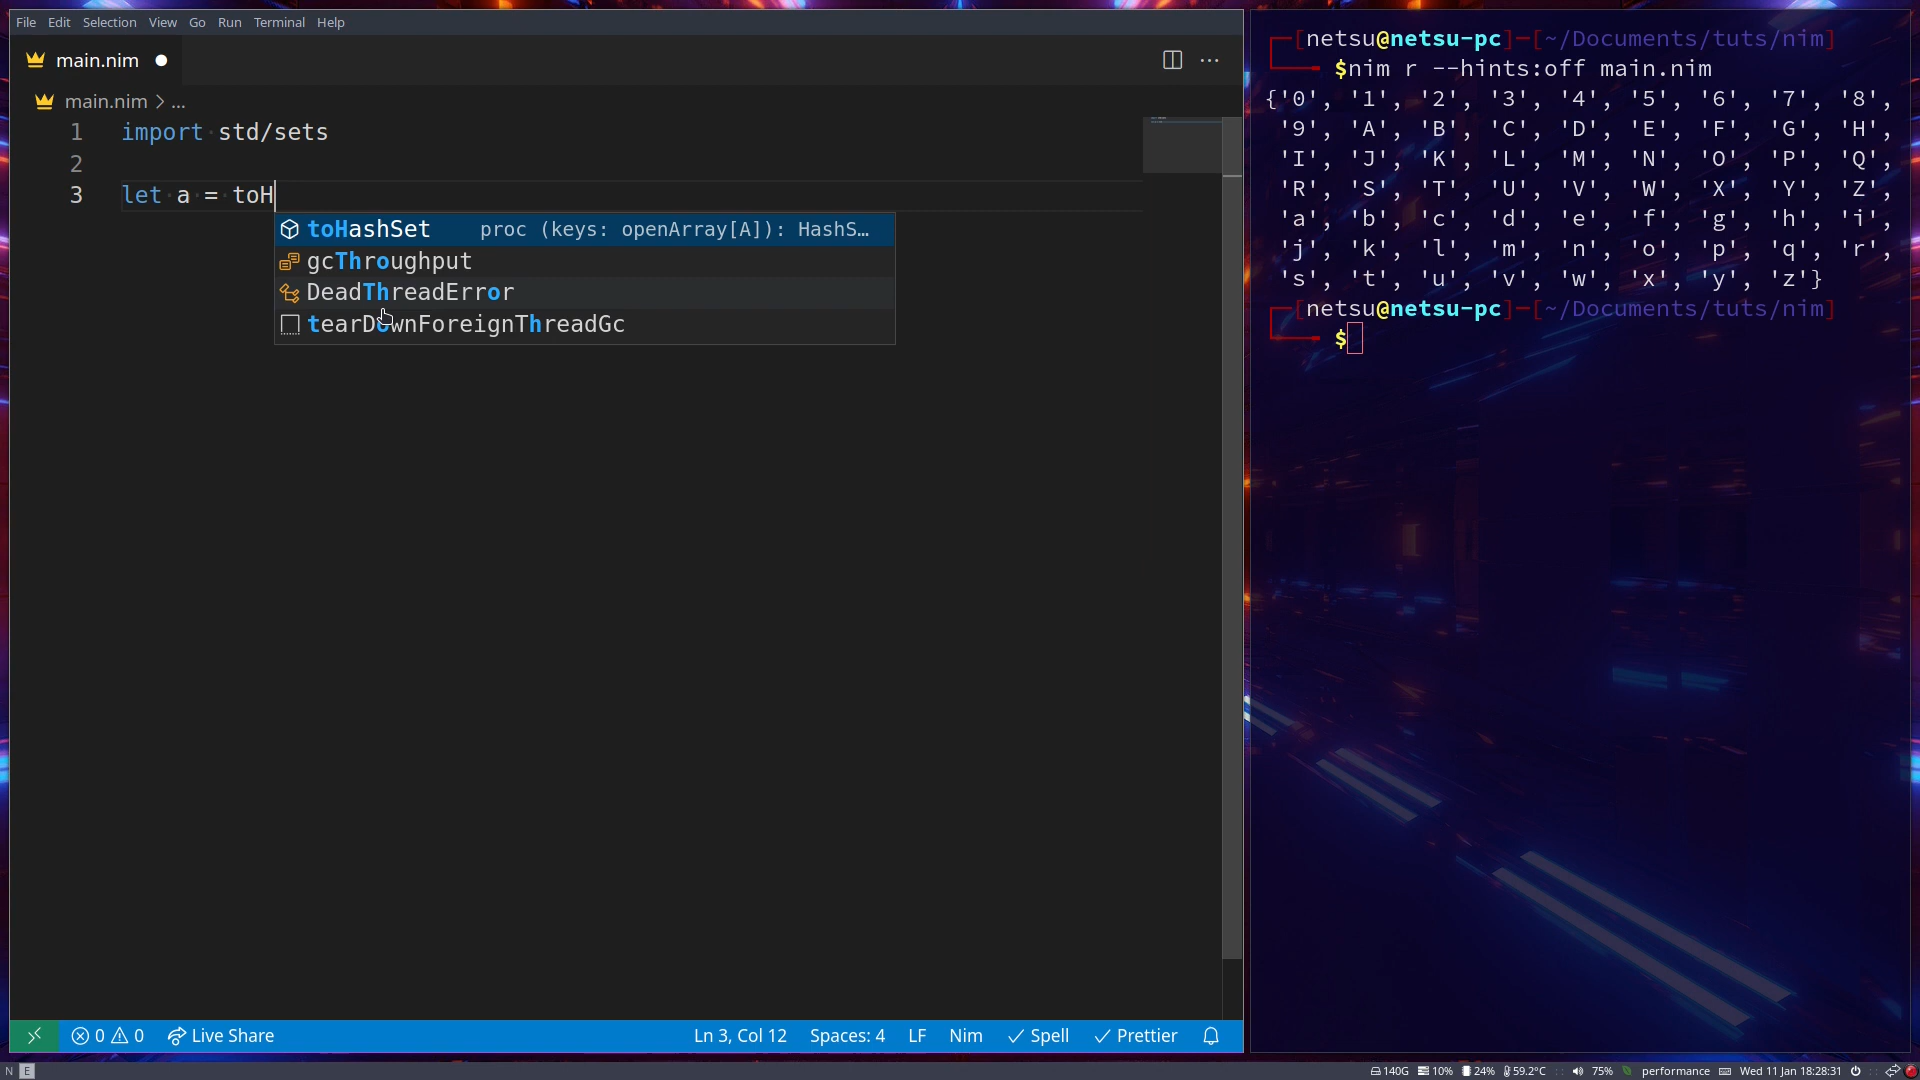 File Edit Selection View Go Run Terminal Help
main.nim
main.nim > ...
1 import std/sets
2
3 let a = toH
toHashSet proc (keys: openArray[A]): HashS…
gcThroughput
DeadThreadError
tearDownForeignThreadGc
0 0 Live Share Ln 3, Col 12 Spaces: 4 LF Nim Spell Prettier
[netsu@netsu-pc]-[~/Documents/tuts/nim]
$nim r --hints:off main.nim
{'0', '1', '2', '3', '4', '5', '6', '7', '8',
'9', 'A', 'B', 'C', 'D', 'E', 'F', 'G', 'H',
'I', 'J', 'K', 'L', 'M', 'N', 'O', 'P', 'Q',
'R', 'S', 'T', 'U', 'V', 'W', 'X', 'Y', 'Z',
'a', 'b', 'c', 'd', 'e', 'f', 'g', 'h', 'i',
'j', 'k', 'l', 'm', 'n', 'o', 'p', 'q', 'r',
's', 't', 'u', 'v', 'w', 'x', 'y', 'z'}
[netsu@netsu-pc]-[~/Documents/tuts/nim]
$
N E 140G 10% 24% 59.2°C 75% performance Wed 11 Jan 18:28:31